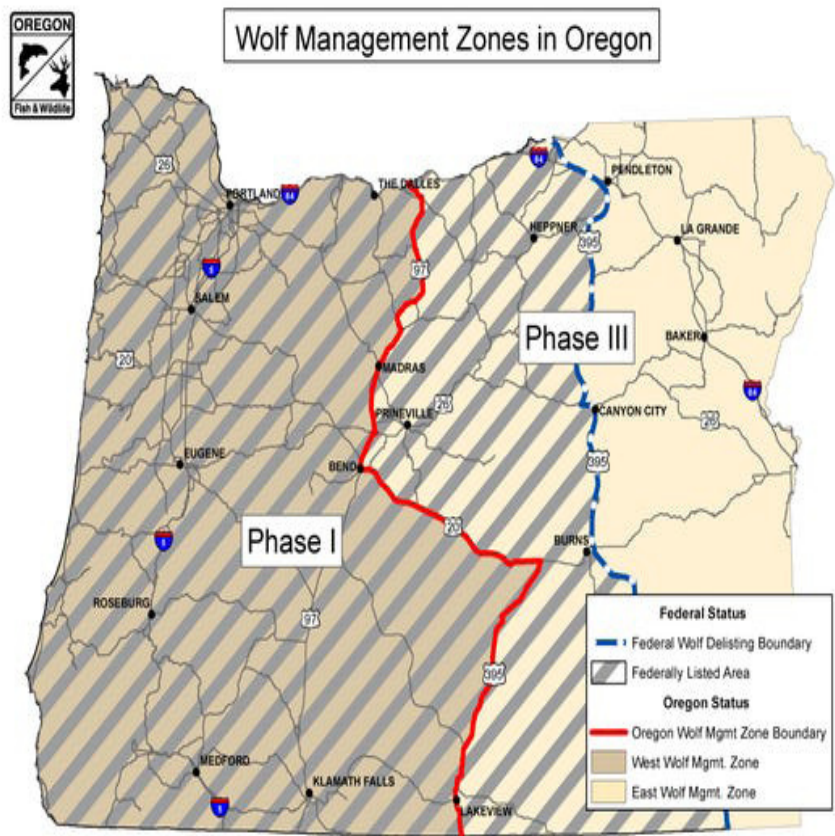 OREGON
Fish & Wildlife
Wolf Management Zones in Oregon
26
PORTLAND
84
THE DALLES
84
PENDLETON
HEPPNER
395
LA GRANDE
97
5
SALEM
Phase III
BAKER
20
MADRAS
84
PRINEVILLE
26
CANYON CITY
26
EUGENE
BEND
395
20
5
Phase I
BURNS
ROSEBURG
97
395
MEDFORD
KLAMATH FALLS
5
LAKEVIEW
Federal Status
Federal Wolf Delisting Boundary
Federally Listed Area
Oregon Status
Oregon Wolf Mgmt Zone Boundary
West Wolf Mgmt. Zone
East Wolf Mgmt. Zone